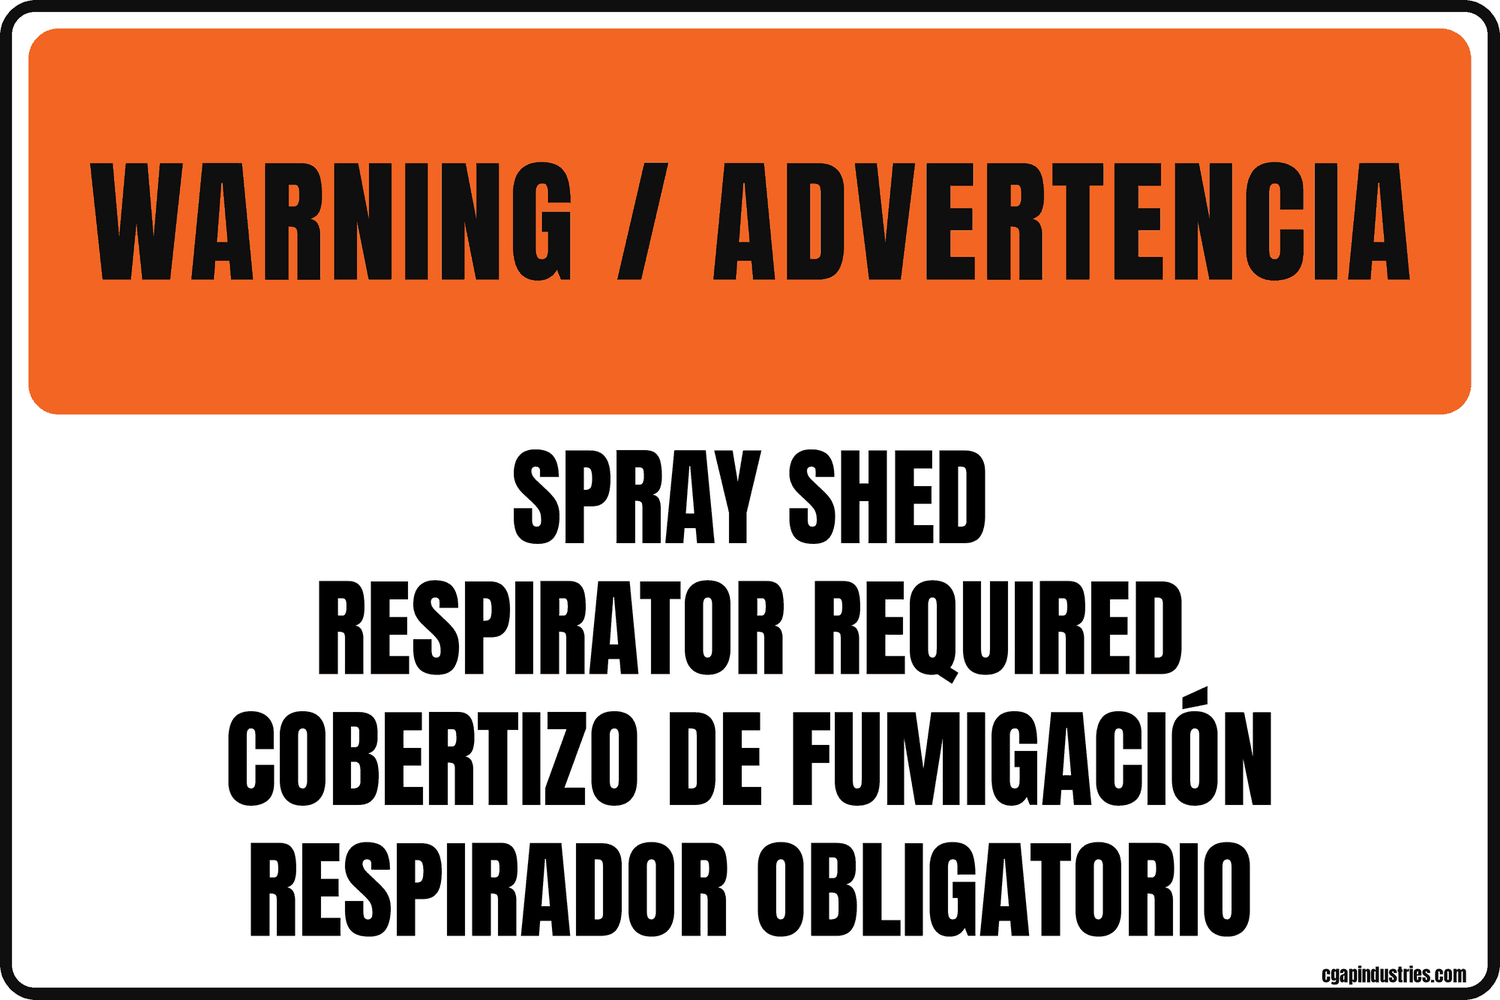 WARNING / ADVERTENCIA
SPRAY SHED
RESPIRATOR REQUIRED
COBERTIZO DE FUMIGACIÓN
RESPIRADOR OBLIGATORIO
cgapindustries.com